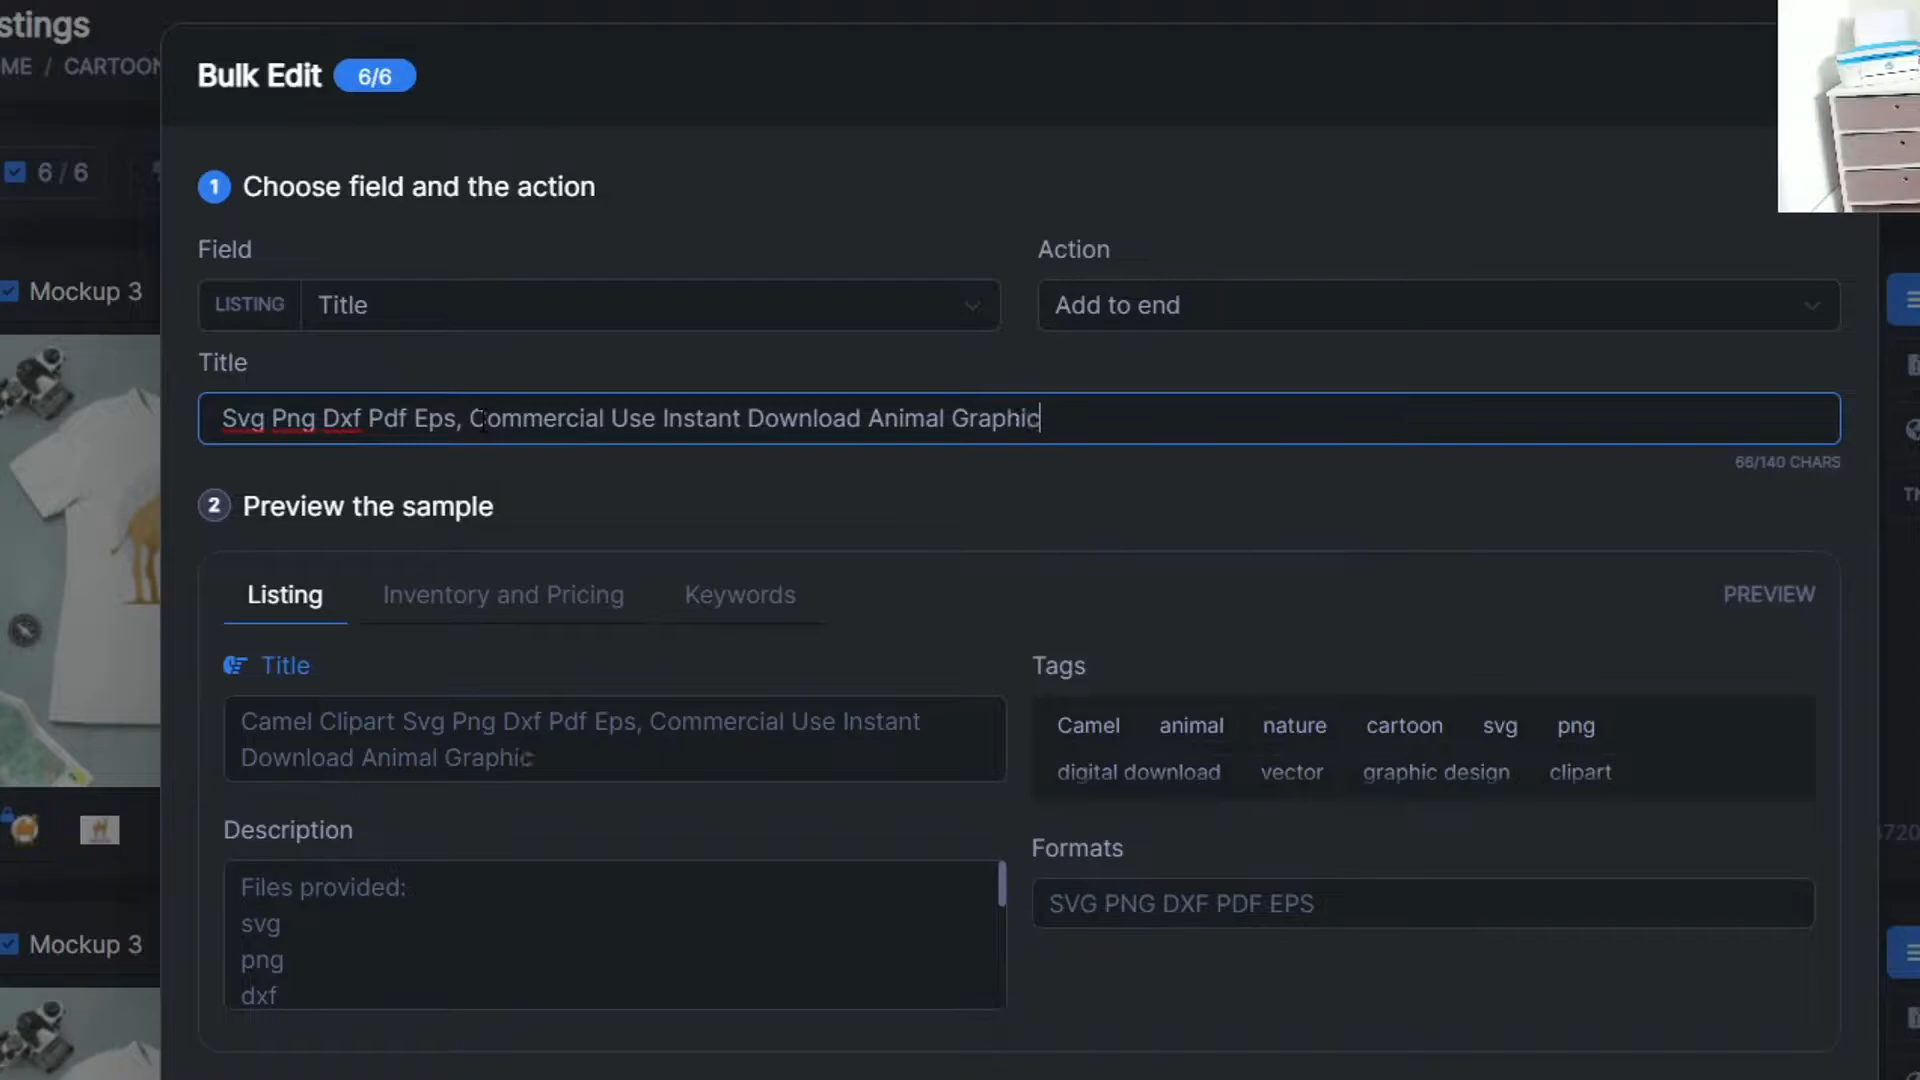 stings
ME / CARTOON
Bulk Edit 6/6
6 / 6
1 Choose field and the action
Field
Action
Mockup 3
LISTING Title
Add to end
Title
Svg Png Dxf Pdf Eps, Commercial Use Instant Download Animal Graphic
66/140 CHARS
2 Preview the sample
Listing Inventory and Pricing Keywords
PREVIEW
Title
Camel Clipart Svg Png Dxf Pdf Eps, Commercial Use Instant
Download Animal Graphic
Tags
Camel animal nature cartoon svg png
digital download vector graphic design clipart
Description
Files provided:
svg
png
dxf
Formats
SVG PNG DXF PDF EPS
4720
Mockup 3